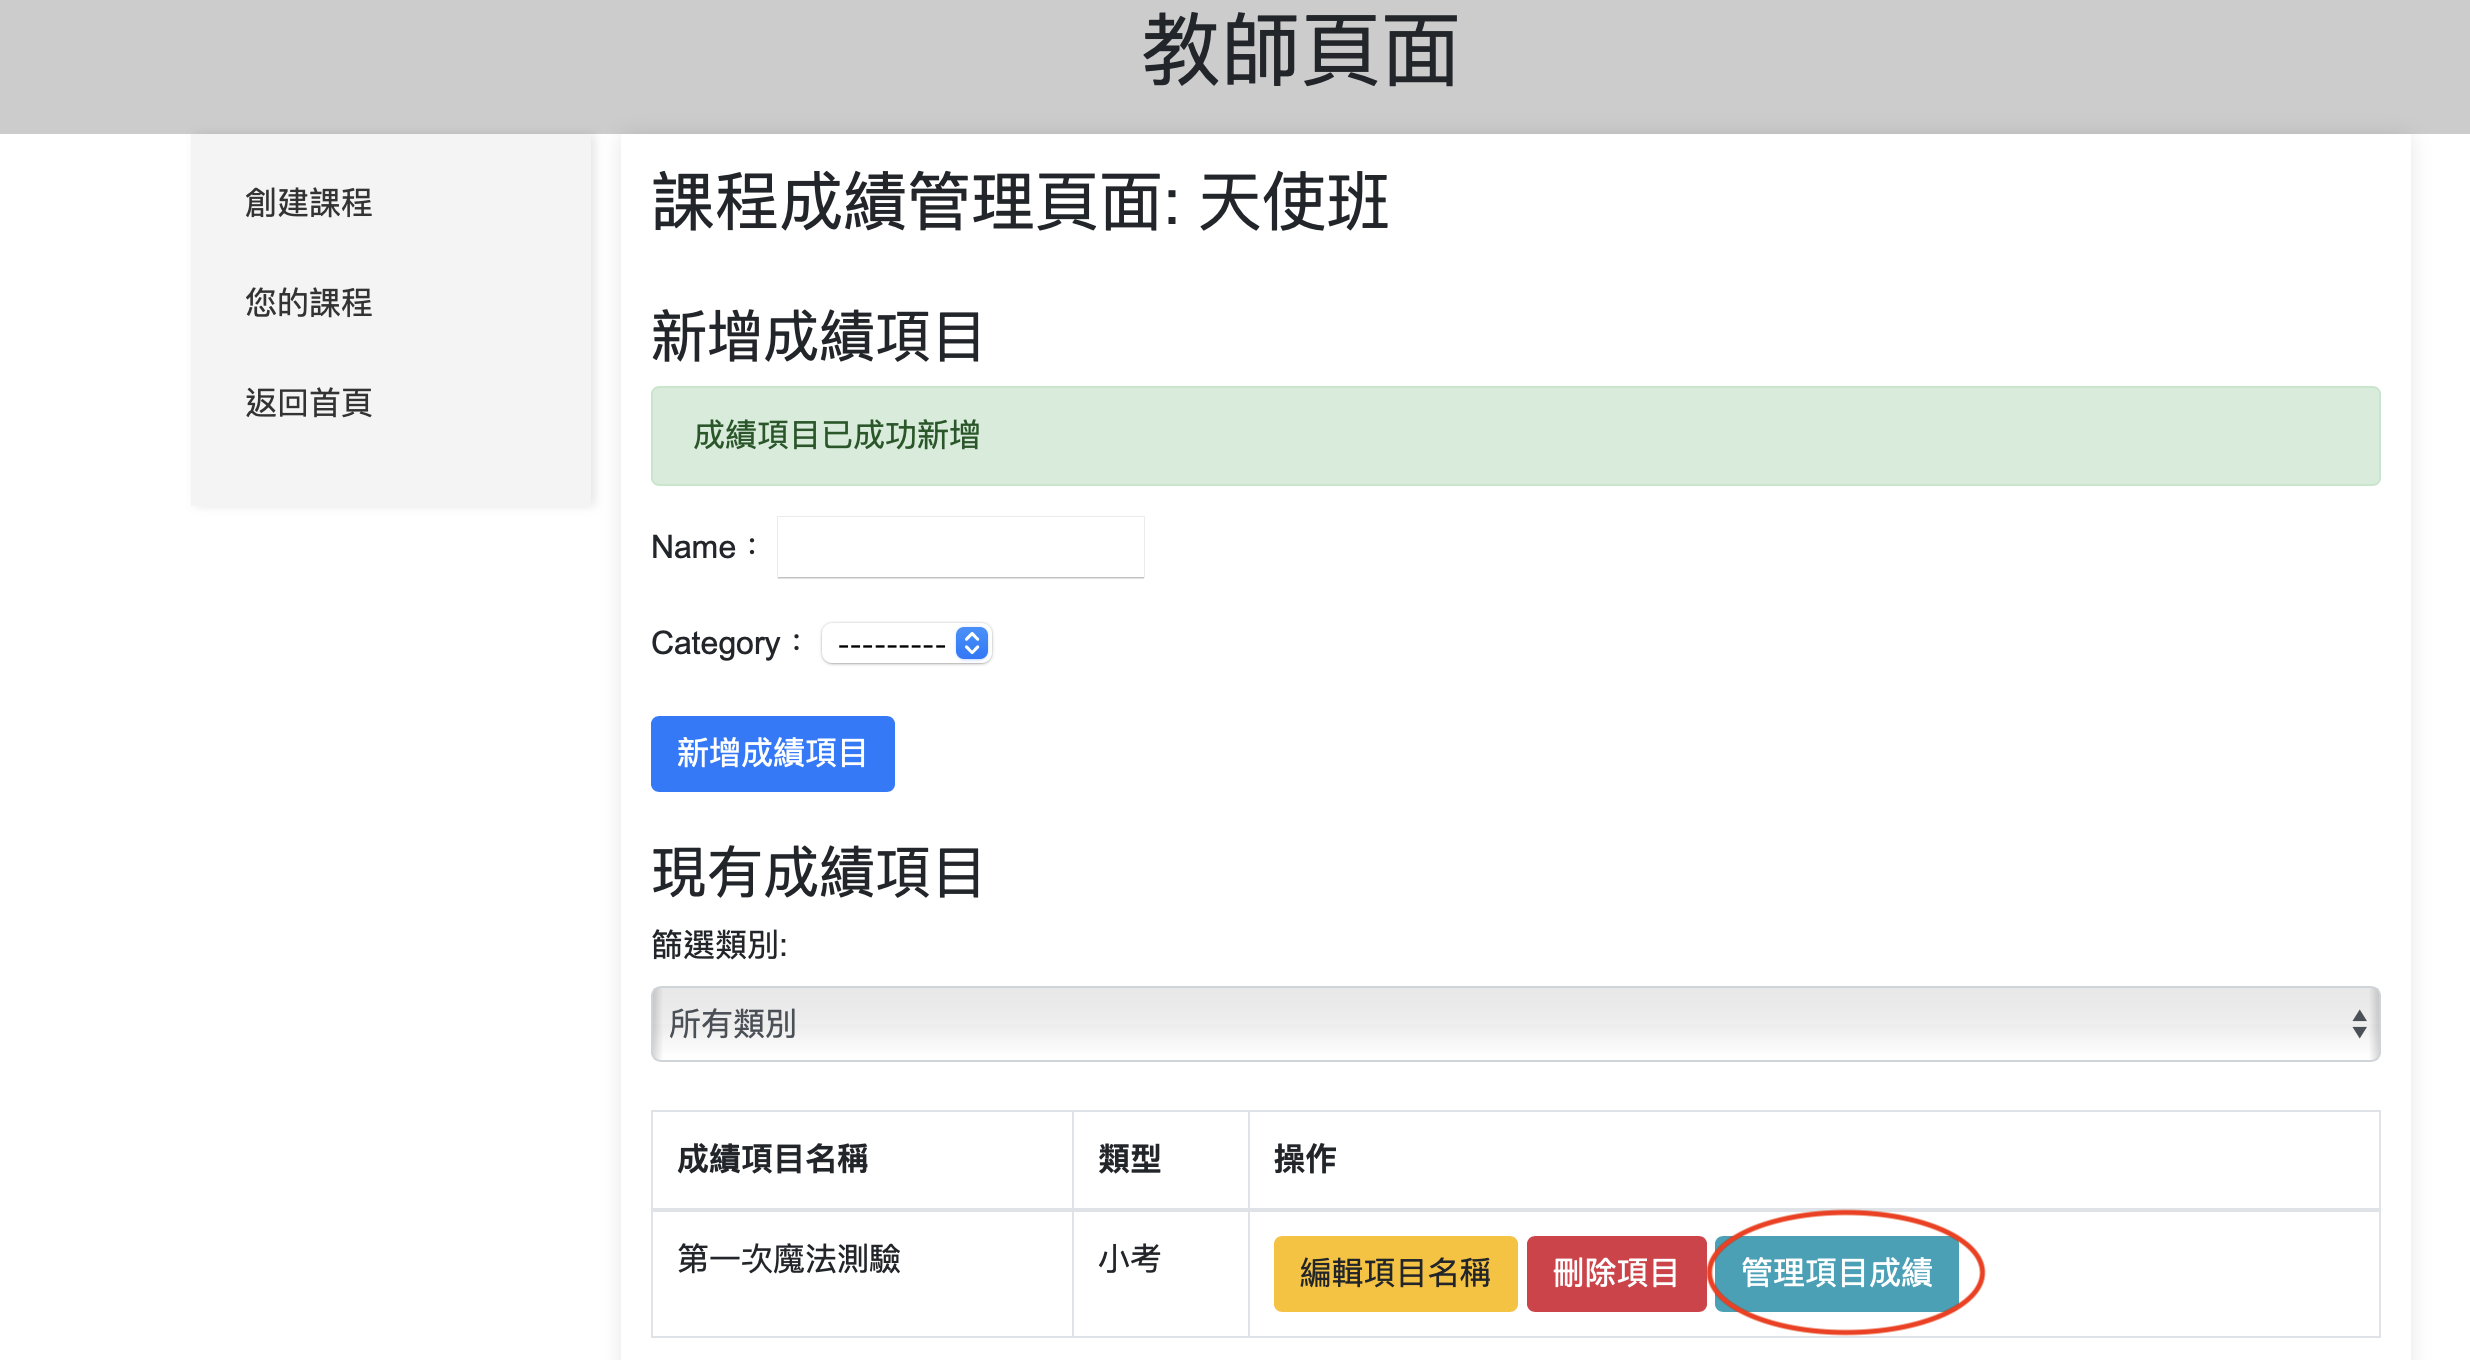 教師頁面
創建課程
您的課程
返回首頁
課程成績管理頁面: 天使班
新增成績項目
成績項目已成功新增
Name：
Category： ---------
新增成績項目
現有成績項目
篩選類別:
所有類別
成績項目名稱 類型 操作
第一次魔法測驗 小考 編輯項目名稱 刪除項目 管理項目成績